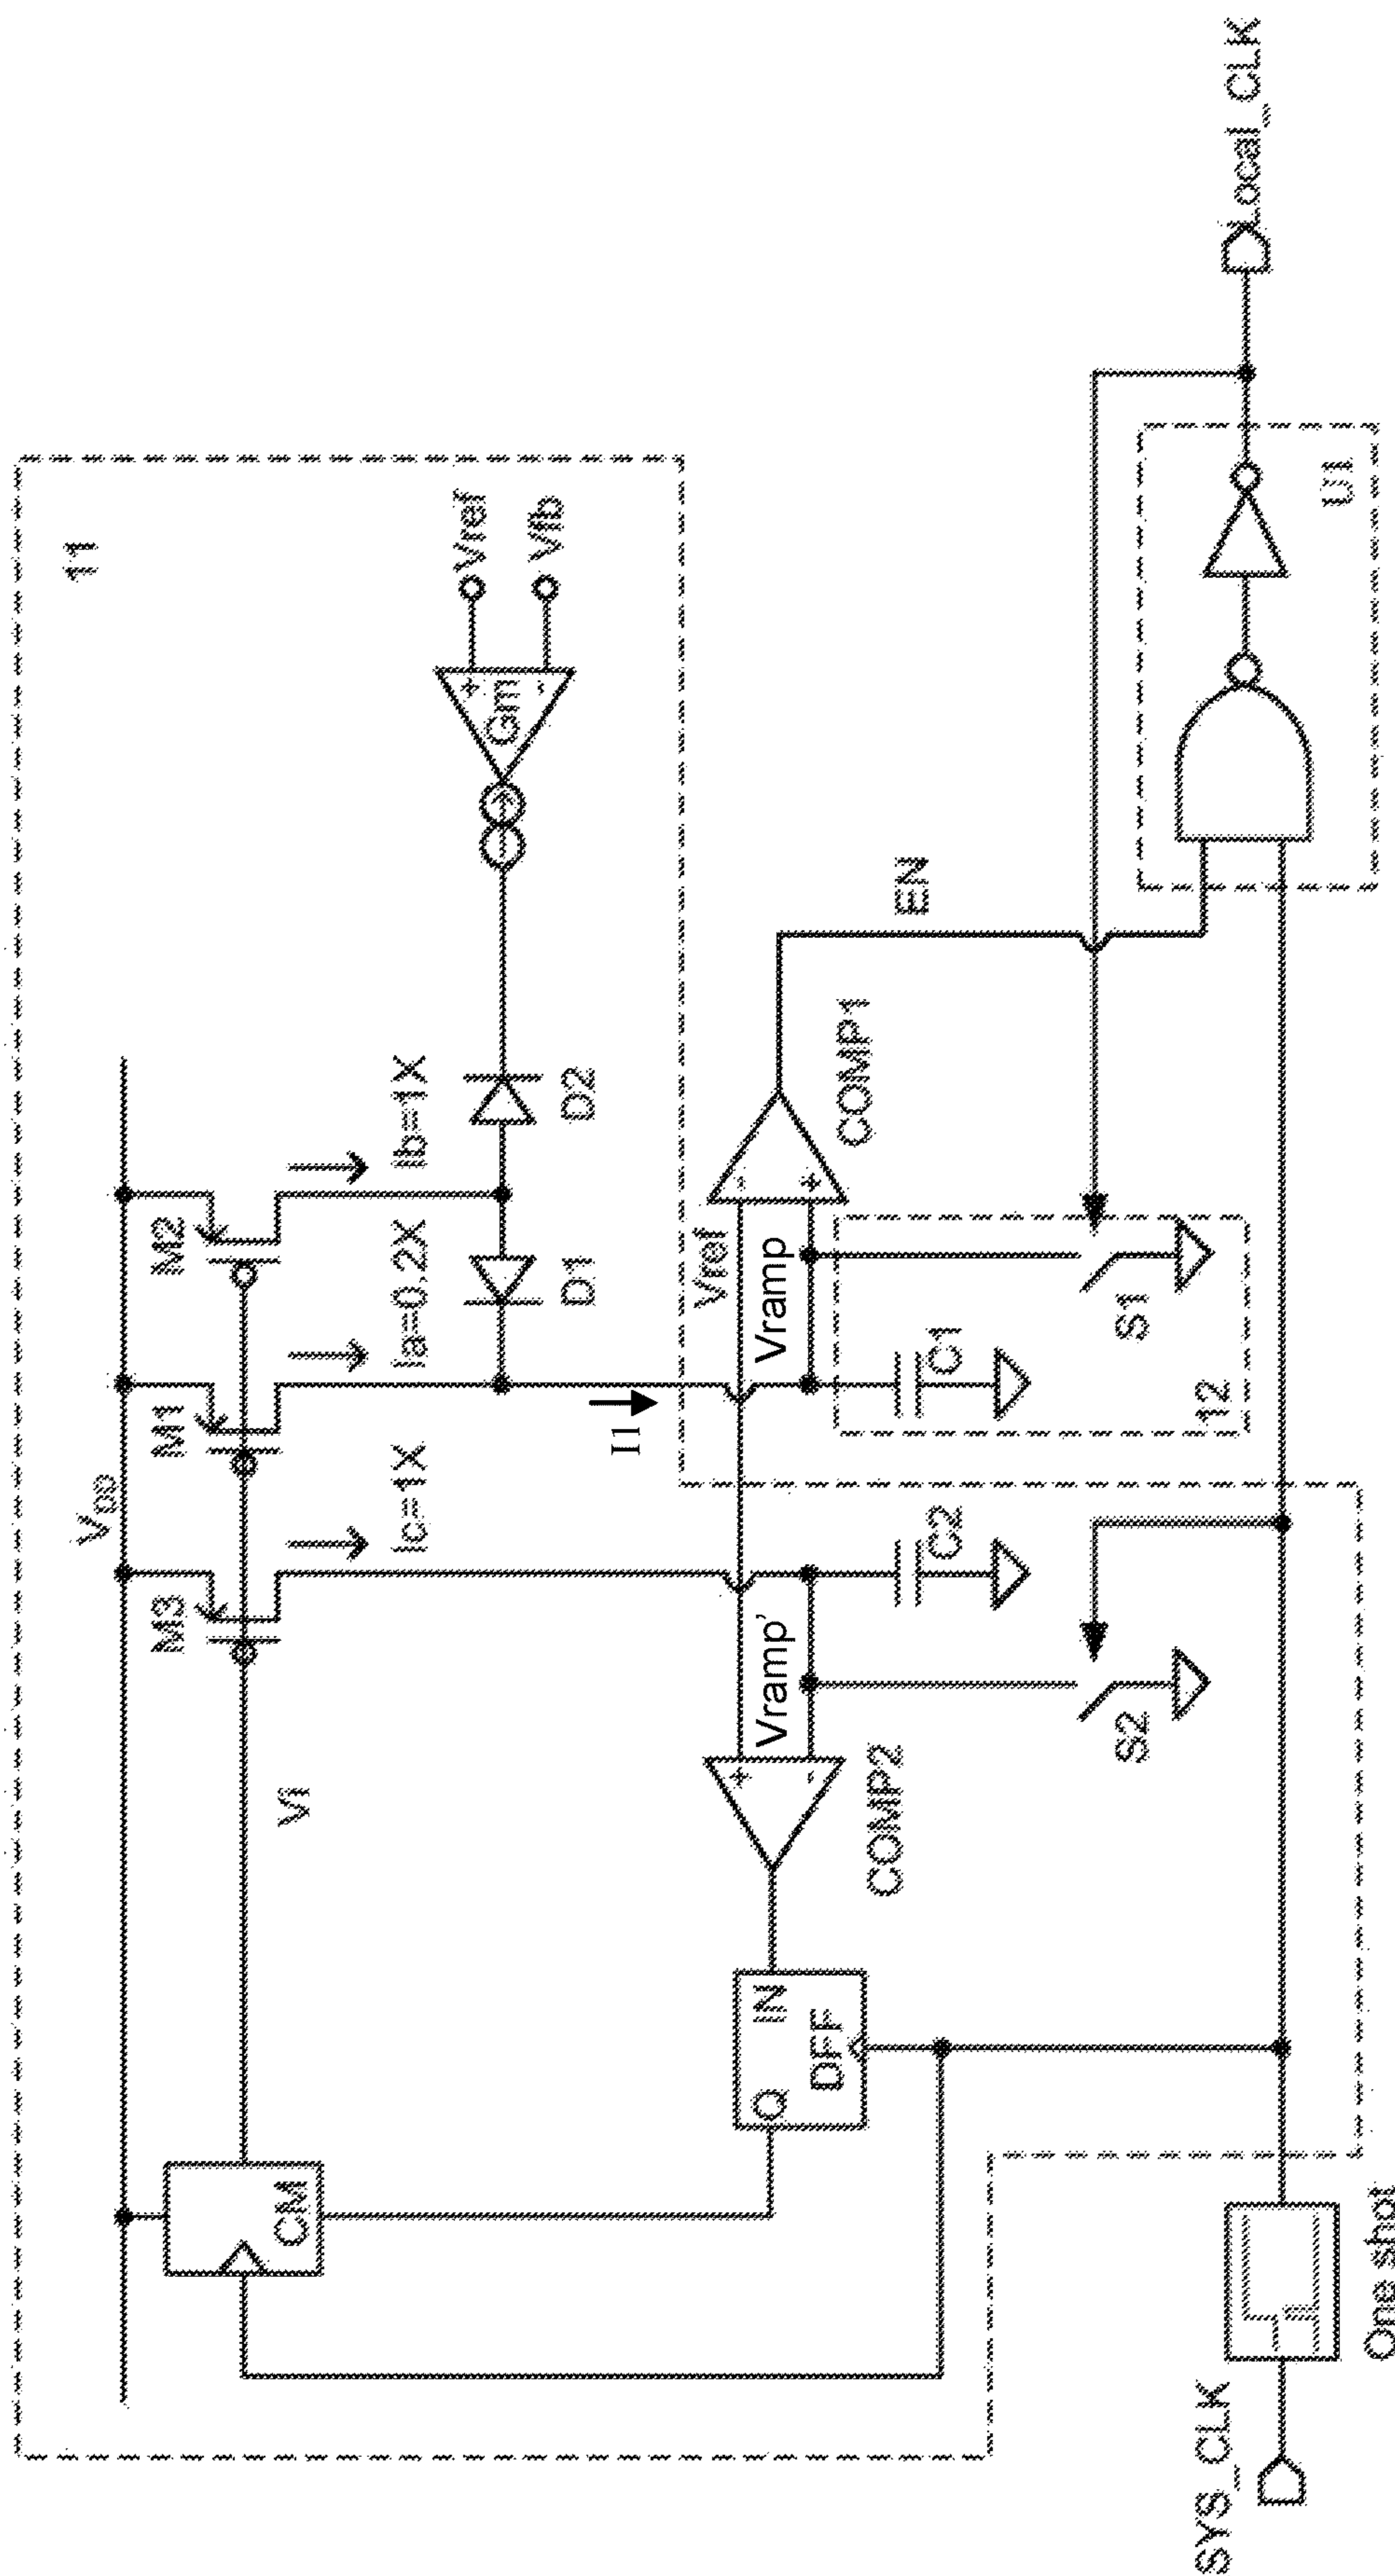 11
VDD
M3
M1
M2
Ic=1X
Ia=0.2X
Ib=1X
Vi
CM
D1
D2
Gm
+
-
Vref
Vfb
I1
Q
IN
DFF
COMP2
+
-
Vramp'
Vref
Vramp
-
+
COMP1
EN
C2
C1
S2
S1
12
U1
SYS_CLK
One shot
Local_CLK